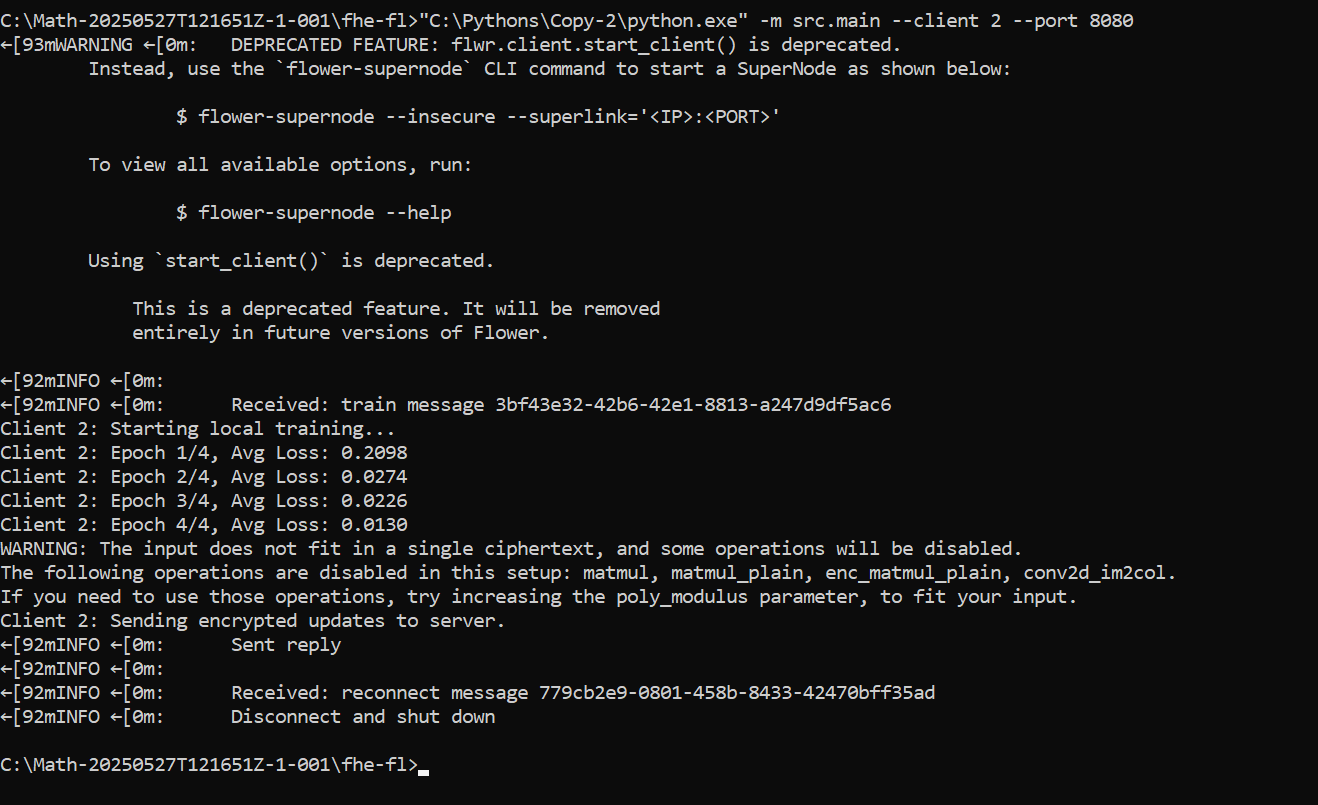 C:\Math-20250527T121651Z-1-001\fhe-fl>"C:\Pythons\Copy-2\python.exe" -m src.main --client 2 --port 8080
←[93mWARNING ←[0m:   DEPRECATED FEATURE: flwr.client.start_client() is deprecated.
        Instead, use the `flower-supernode` CLI command to start a SuperNode as shown below:
                $ flower-supernode --insecure --superlink='<IP>:<PORT>'
        To view all available options, run:
                $ flower-supernode --help
        Using `start_client()` is deprecated.
            This is a deprecated feature. It will be removed
            entirely in future versions of Flower.
←[92mINFO ←[0m:
←[92mINFO ←[0m:      Received: train message 3bf43e32-42b6-42e1-8813-a247d9df5ac6
Client 2: Starting local training...
Client 2: Epoch 1/4, Avg Loss: 0.2098
Client 2: Epoch 2/4, Avg Loss: 0.0274
Client 2: Epoch 3/4, Avg Loss: 0.0226
Client 2: Epoch 4/4, Avg Loss: 0.0130
WARNING: The input does not fit in a single ciphertext, and some operations will be disabled.
The following operations are disabled in this setup: matmul, matmul_plain, enc_matmul_plain, conv2d_im2col.
If you need to use those operations, try increasing the poly_modulus parameter, to fit your input.
Client 2: Sending encrypted updates to server.
←[92mINFO ←[0m:      Sent reply
←[92mINFO ←[0m:
←[92mINFO ←[0m:      Received: reconnect message 779cb2e9-0801-458b-8433-42470bff35ad
←[92mINFO ←[0m:      Disconnect and shut down
C:\Math-20250527T121651Z-1-001\fhe-fl>